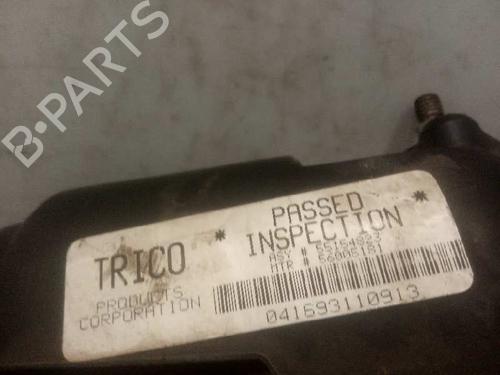 B-PARTS
TRICO
PRODUCTS
CORPORATION
* PASSED *
INSPECTION
041693110913